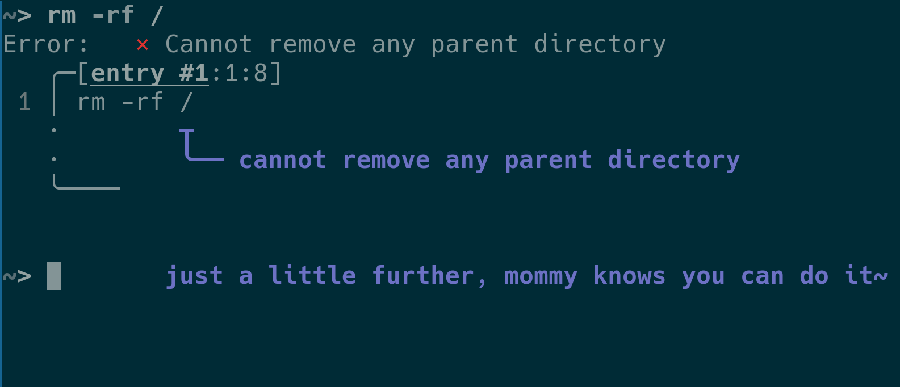 ~> rm -rf /
Error:   × Cannot remove any parent directory
   ╭─[entry #1:1:8]
 1 │ rm -rf /
   ·        ┬
   ·        ╰── cannot remove any parent directory
   ╰────
~> just a little further, mommy knows you can do it~